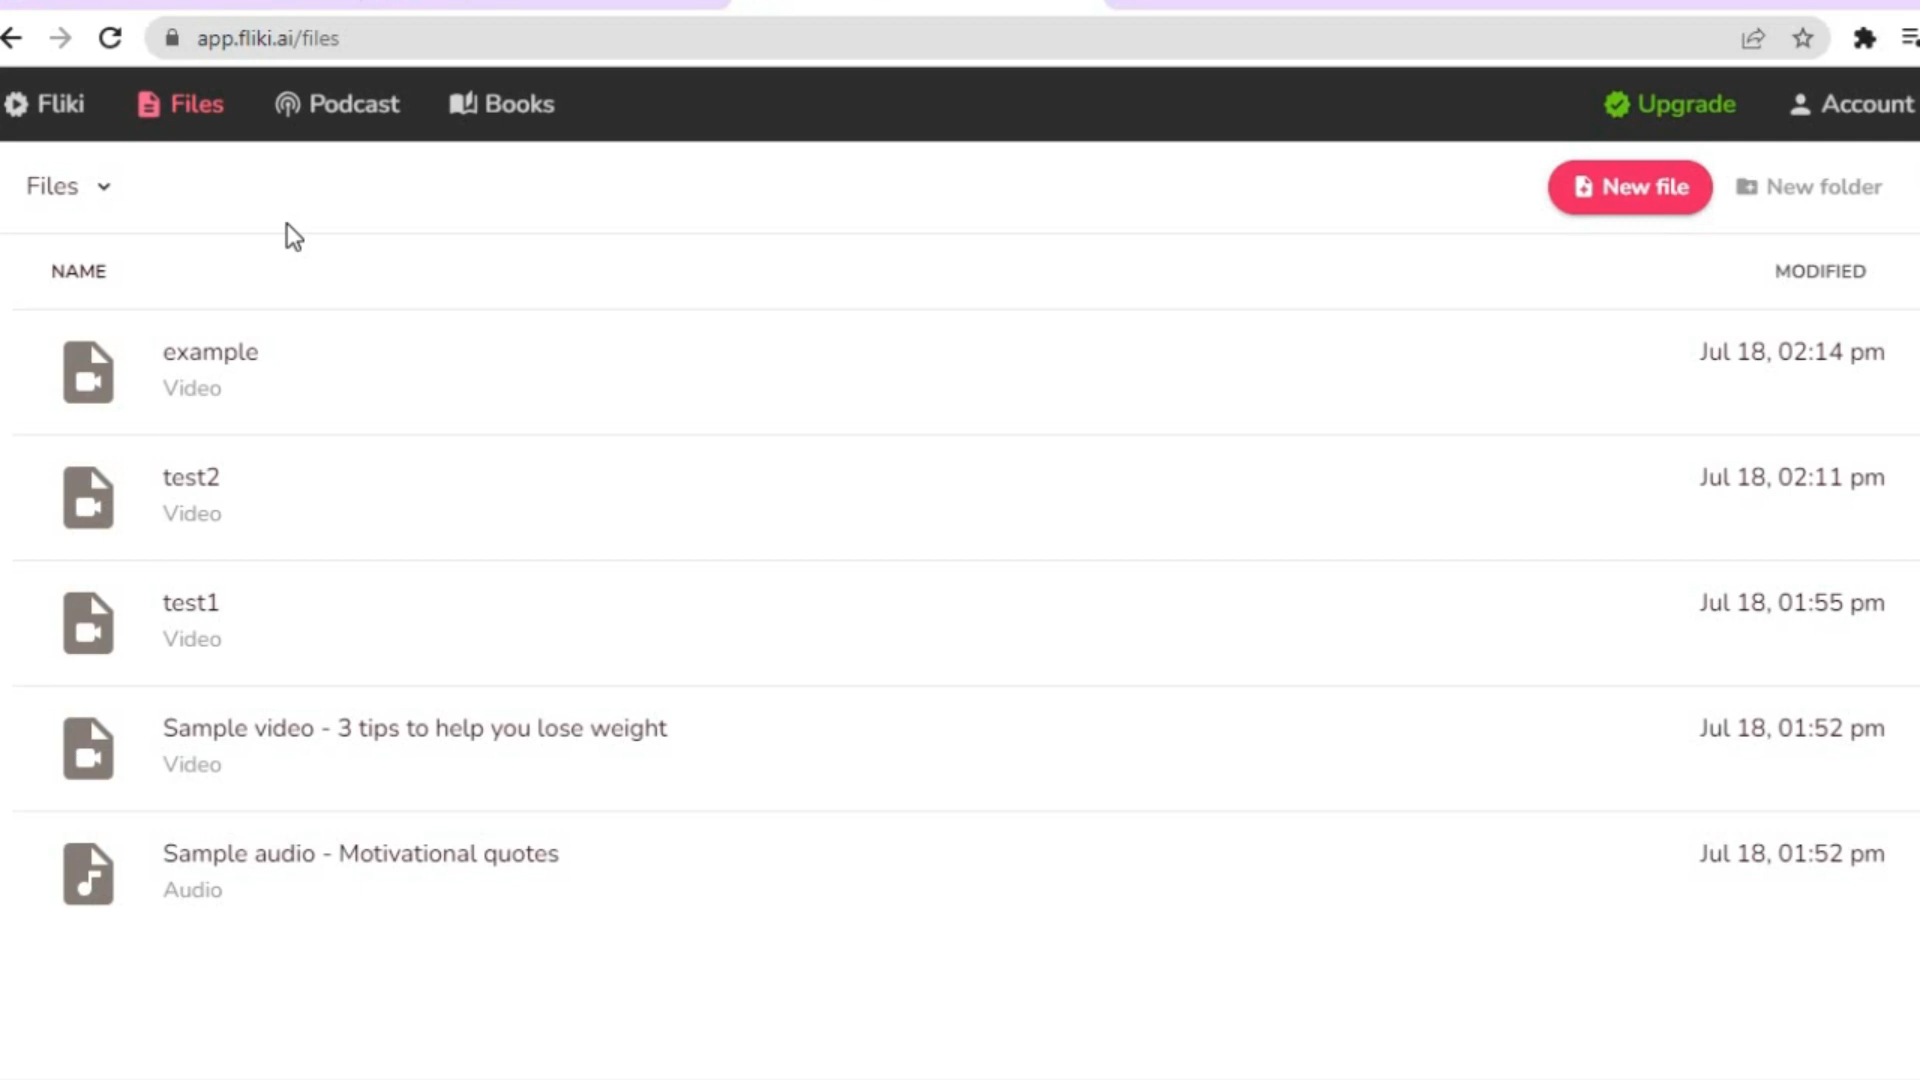 app.fliki.ai/files
Fliki Files Podcast Books Upgrade Account
Files New file New folder
NAME MODIFIED
example Jul 18, 02:14 pm
Video
test2 Jul 18, 02:11 pm
Video
test1 Jul 18, 01:55 pm
Video
Sample video - 3 tips to help you lose weight Jul 18, 01:52 pm
Video
Sample audio - Motivational quotes Jul 18, 01:52 pm
Audio